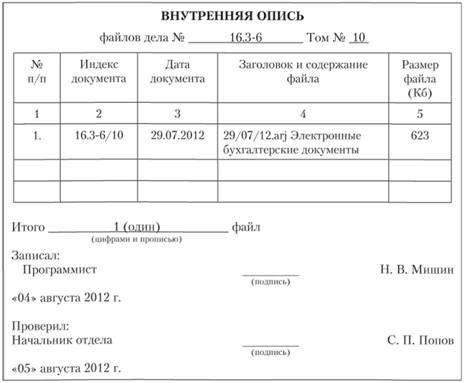 ВНУТРЕННЯЯ ОПИСЬ
файлов дела № 16.3-6 Том № 10
№ п/п Индекс документа Дата документа Заголовок и содержание файла Размер файла (Кб)
1 2 3 4 5
1. 16.3-6/10 29.07.2012 29/07/12.arj Электронные бухгалтерские документы 623
Итого 1 (один) файл
(цифрами и прописью)
Записал:
Программист Н. В. Мишин
(подпись)
«04» августа 2012 г.
Проверил:
Начальник отдела С. П. Попов
(подпись)
«05» августа 2012 г.